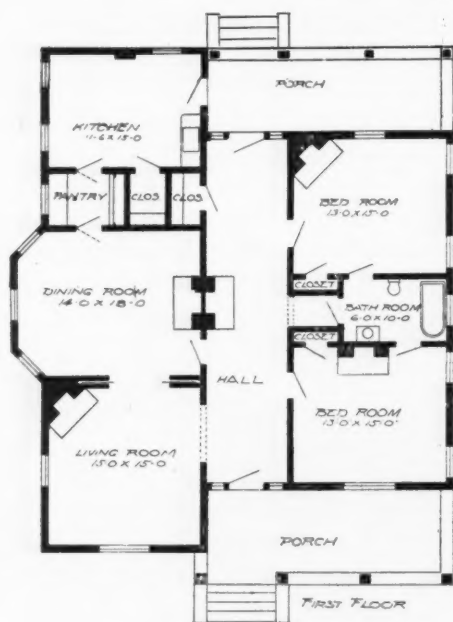 PORCH
KITCHEN
11-6 X 15-0
PANTRY
CLOS
CLOS
BED ROOM
13-0 X 15-0
DINING ROOM
14-0 X 18-0
CLOSET
BATH ROOM
6-0 X 10-0
CLOSET
HALL
BED ROOM
13-0 X 15-0
LIVING ROOM
15-0 X 15-0
PORCH
FIRST FLOOR